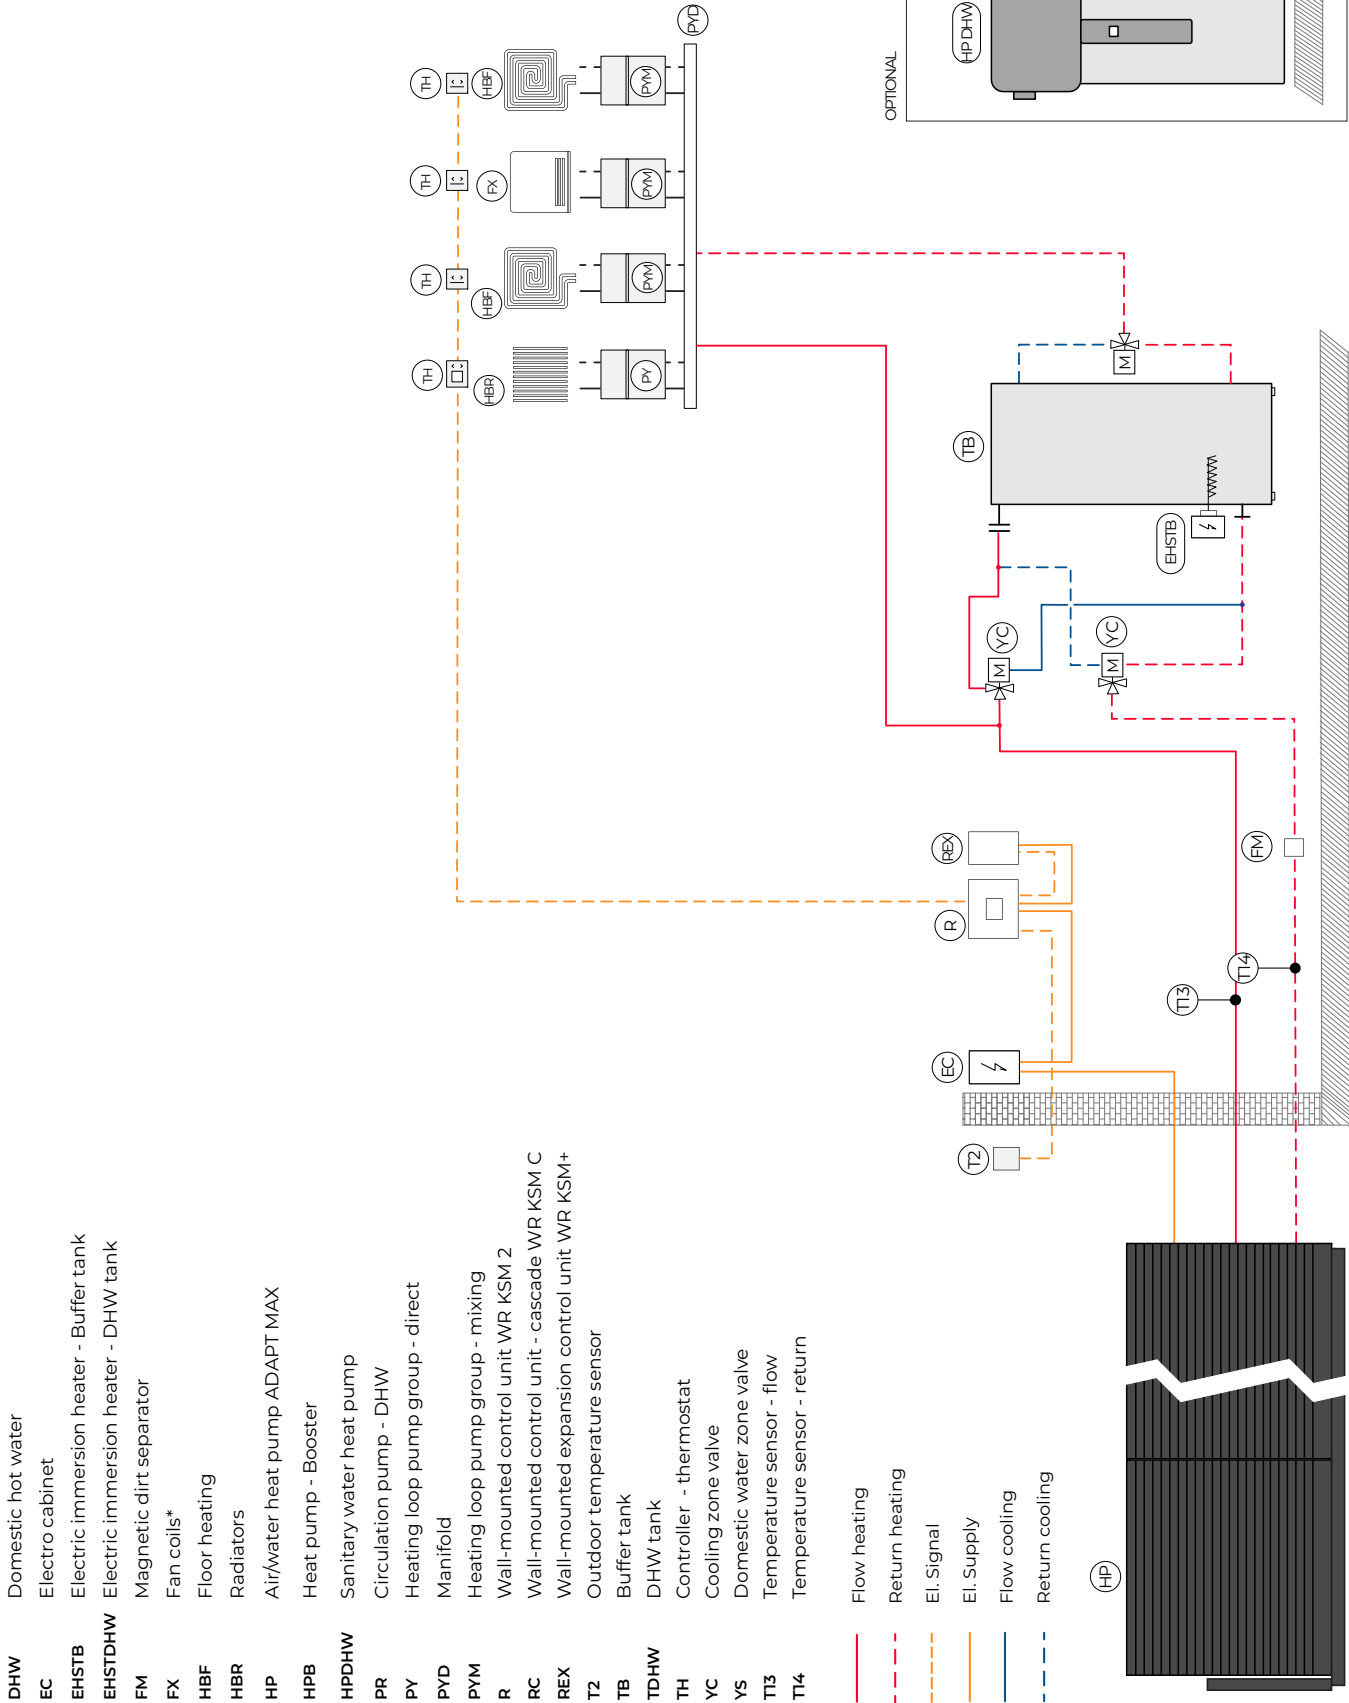 DHW Domestic hot water
EC Electro cabinet
EHSTB Electric immersion heater - Buffer tank
EHSTDHW Electric immersion heater - DHW tank
FM Magnetic dirt separator
FX Fan coils*
HBF Floor heating
HBR Radiators
HP Air/water heat pump ADAPT MAX
HPB Heat pump - Booster
HPDHW Sanitary water heat pump
PR Circulation pump - DHW
PY Heating loop pump group - direct
PYD Manifold
PYM Heating loop pump group - mixing
R Wall-mounted control unit WR KSM 2
RC Wall-mounted control unit - cascade WR KSM C
REX Wall-mounted expansion control unit WR KSM+
T2 Outdoor temperature sensor
TB Buffer tank
TDHW DHW tank
TH Controller - thermostat
YC Cooling zone valve
YS Domestic water zone valve
T13 Temperature sensor - flow
T14 Temperature sensor - return
Flow heating
Return heating
El. Signal
El. Supply
Flow cooling
Return cooling
HP
T2
EC
R
REX
T13
T14
FM
YC
M
YC
M
EHSTB
TB
M
TH
TH
TH
TH
HBR
HBF
FX
HBF
PY
PYM
PYM
PYM
PYD
OPTIONAL
HP DHW